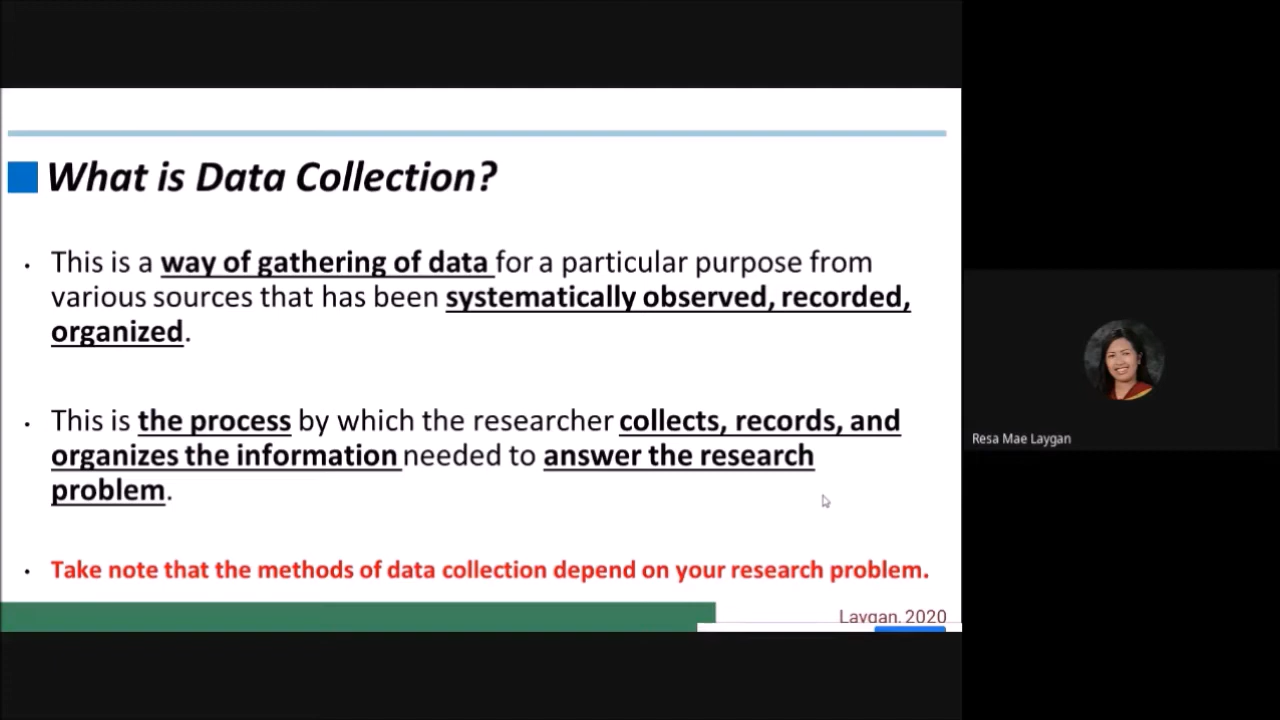 What is Data Collection?
• This is a way of gathering of data for a particular purpose from
various sources that has been systematically observed, recorded,
organized.
• This is the process by which the researcher collects, records, and
organizes the information needed to answer the research
problem.
• Take note that the methods of data collection depend on your research problem.
Laygan, 2020
Resa Mae Laygan